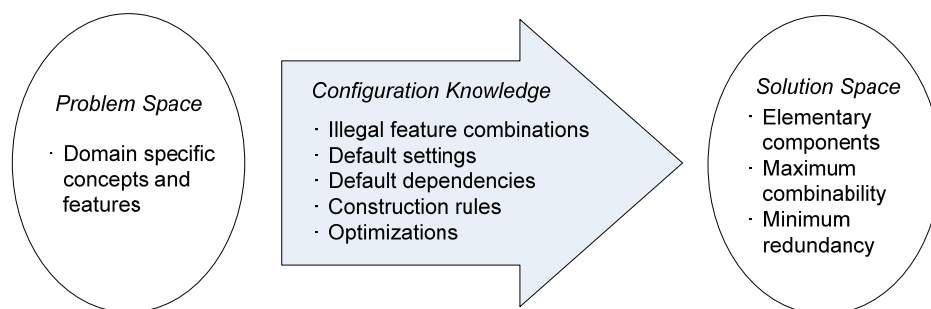 Problem Space
· Domain specific
concepts and
features
Configuration Knowledge
· Illegal feature combinations
· Default settings
· Default dependencies
· Construction rules
· Optimizations
Solution Space
· Elementary
components
· Maximum
combinability
· Minimum
redundancy